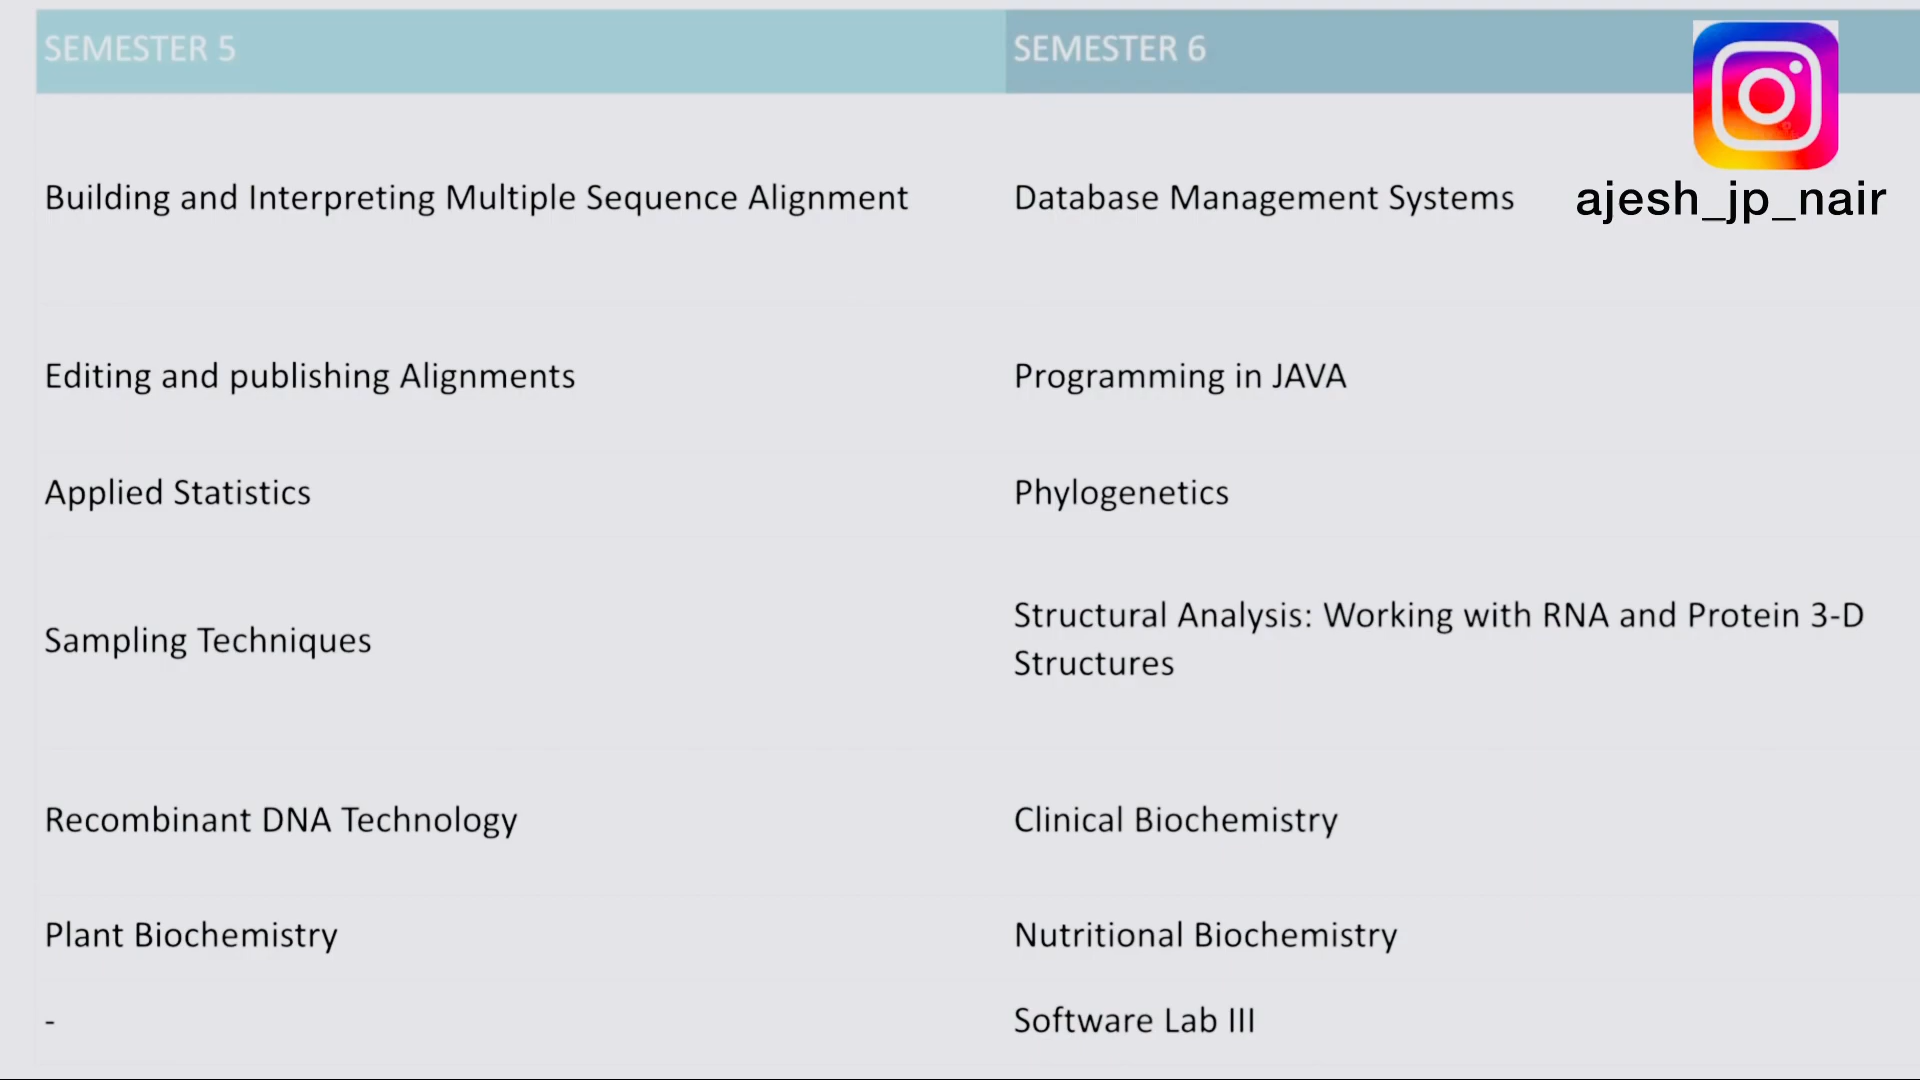 SEMESTER 5
SEMESTER 6
Building and Interpreting Multiple Sequence Alignment
Database Management Systems
ajesh_jp_nair
Editing and publishing Alignments
Programming in JAVA
Applied Statistics
Phylogenetics
Sampling Techniques
Structural Analysis: Working with RNA and Protein 3-D
Structures
Recombinant DNA Technology
Clinical Biochemistry
Plant Biochemistry
Nutritional Biochemistry
-
Software Lab III